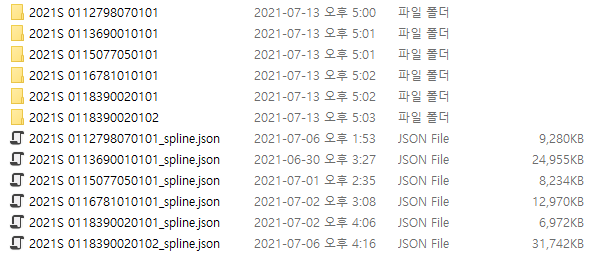 2021S 0112798070101 2021-07-13 오후 5:00 파일 폴더
2021S 0113690010101 2021-07-13 오후 5:01 파일 폴더
2021S 0115077050101 2021-07-13 오후 5:01 파일 폴더
2021S 0116781010101 2021-07-13 오후 5:02 파일 폴더
2021S 0118390020101 2021-07-13 오후 5:02 파일 폴더
2021S 0118390020102 2021-07-13 오후 5:03 파일 폴더
2021S 0112798070101_spline.json 2021-07-06 오후 1:53 JSON File 9,280KB
2021S 0113690010101_spline.json 2021-06-30 오후 3:27 JSON File 24,955KB
2021S 0115077050101_spline.json 2021-07-01 오후 2:35 JSON File 8,234KB
2021S 0116781010101_spline.json 2021-07-02 오후 3:08 JSON File 12,970KB
2021S 0118390020101_spline.json 2021-07-02 오후 4:06 JSON File 6,972KB
2021S 0118390020102_spline.json 2021-07-06 오후 4:16 JSON File 31,742KB